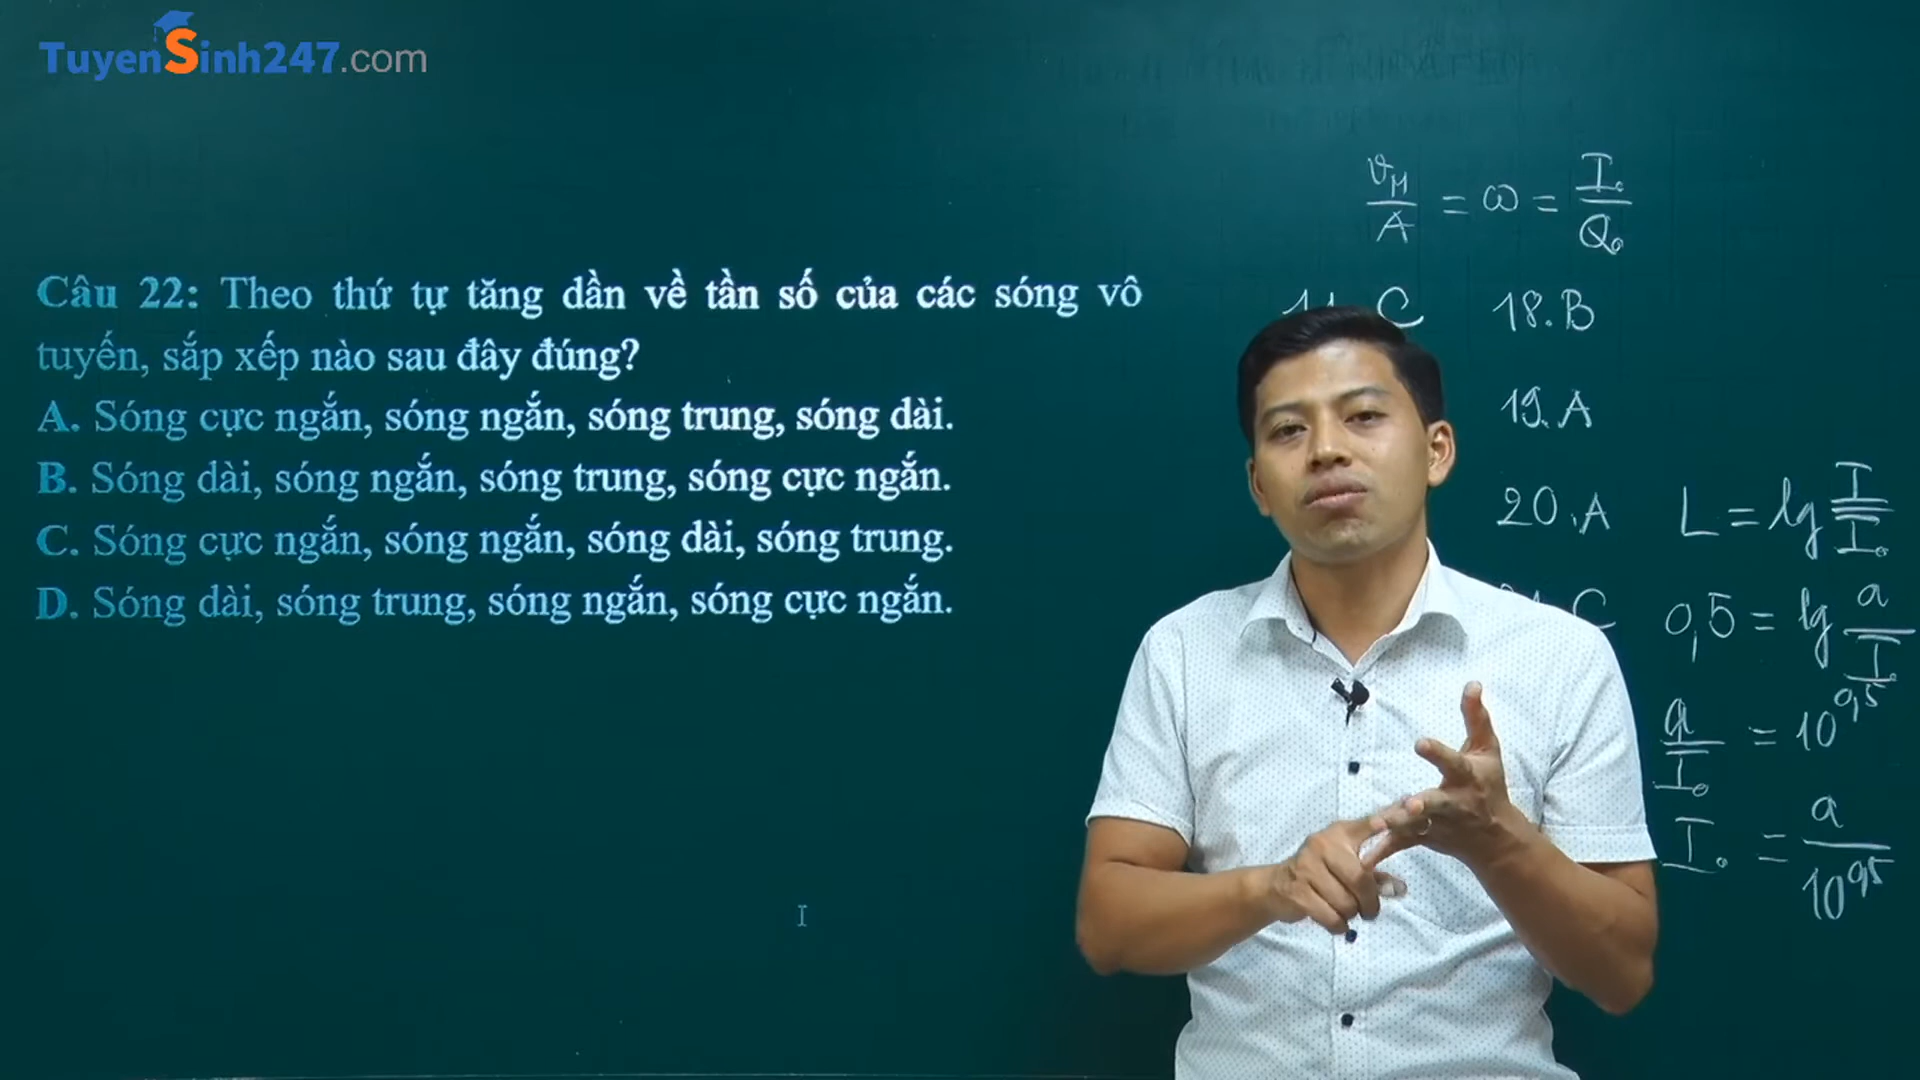 TuyenSinh247.com
Câu 22: Theo thứ tự tăng dần về tần số của các sóng vô
tuyến, sắp xếp nào sau đây đúng?
A. Sóng cực ngắn, sóng ngắn, sóng trung, sóng dài.
B. Sóng dài, sóng ngắn, sóng trung, sóng cực ngắn.
C. Sóng cực ngắn, sóng ngắn, sóng dài, sóng trung.
D. Sóng dài, sóng trung, sóng ngắn, sóng cực ngắn.
v_M/A = ω = I₀/Q₀
C
18.B
19.A
20.A
C
L = lg I/I₀
0,5 = lg a/I₀
a/I₀ = 10^0,5
I₀ = a/10^0,5